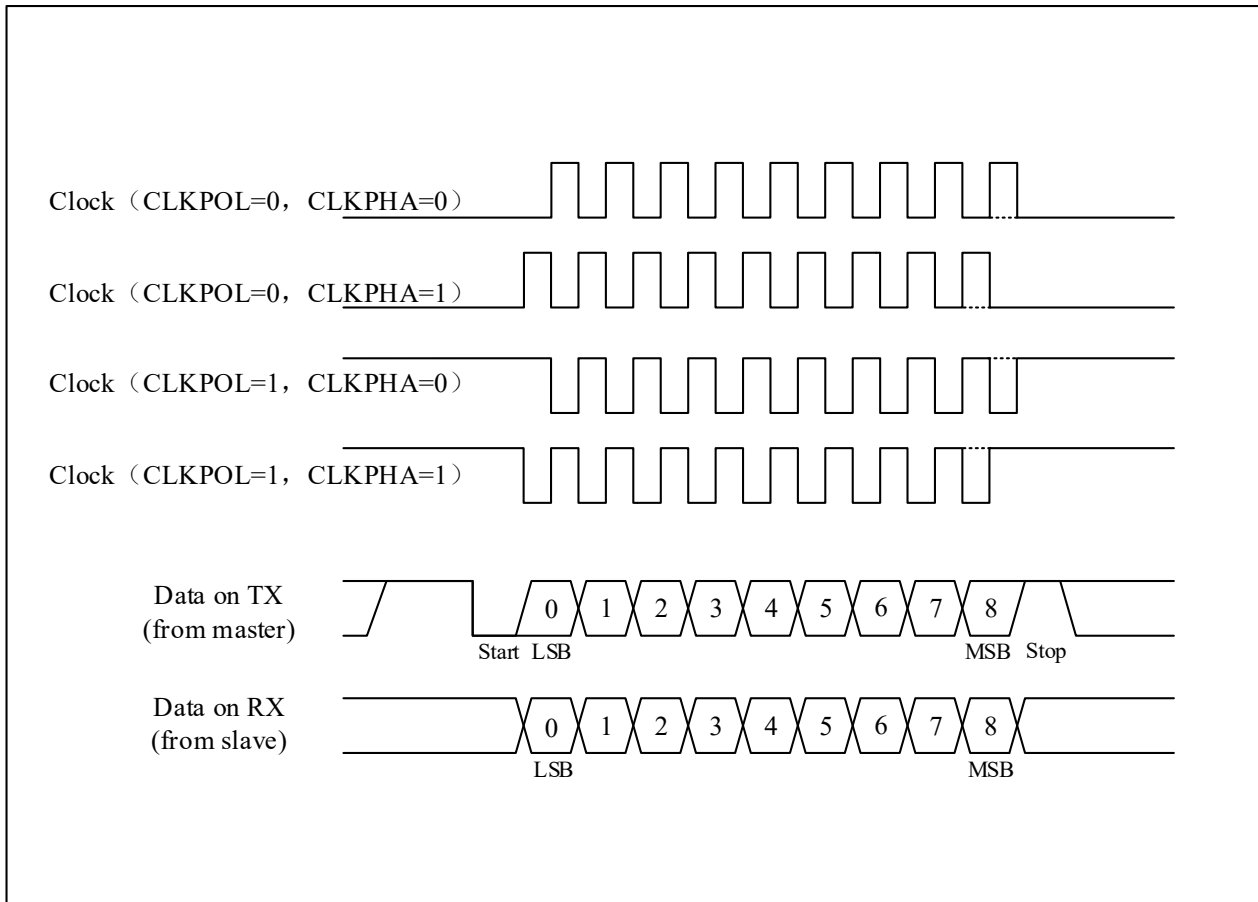 Clock（CLKPOL=0，CLKPHA=0）
Clock（CLKPOL=0，CLKPHA=1）
Clock（CLKPOL=1，CLKPHA=0）
Clock（CLKPOL=1，CLKPHA=1）
Data on TX
(from master)
0 1 2 3 4 5 6 7 8
Start LSB MSB Stop
Data on RX
(from slave)
0 1 2 3 4 5 6 7 8
LSB MSB